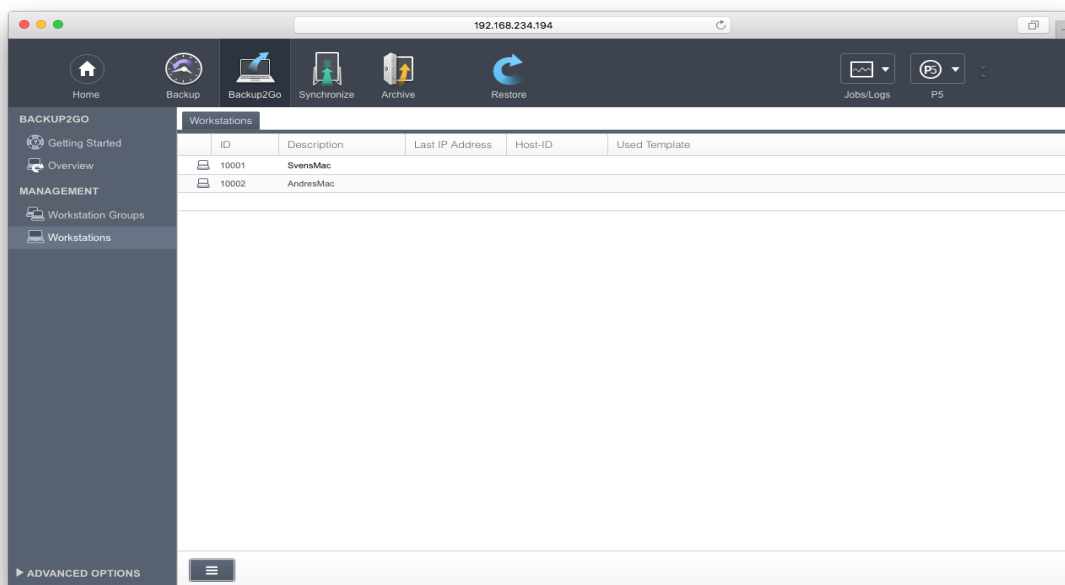 192.168.234.194
Home Backup Backup2Go Synchronize Archive Restore Jobs/Logs P5 P5
BACKUP2GO
Getting Started
Overview
MANAGEMENT
Workstation Groups
Workstations
ADVANCED OPTIONS
Workstations
ID Description Last IP Address Host-ID Used Template
10001 SvensMac
10002 AndresMac